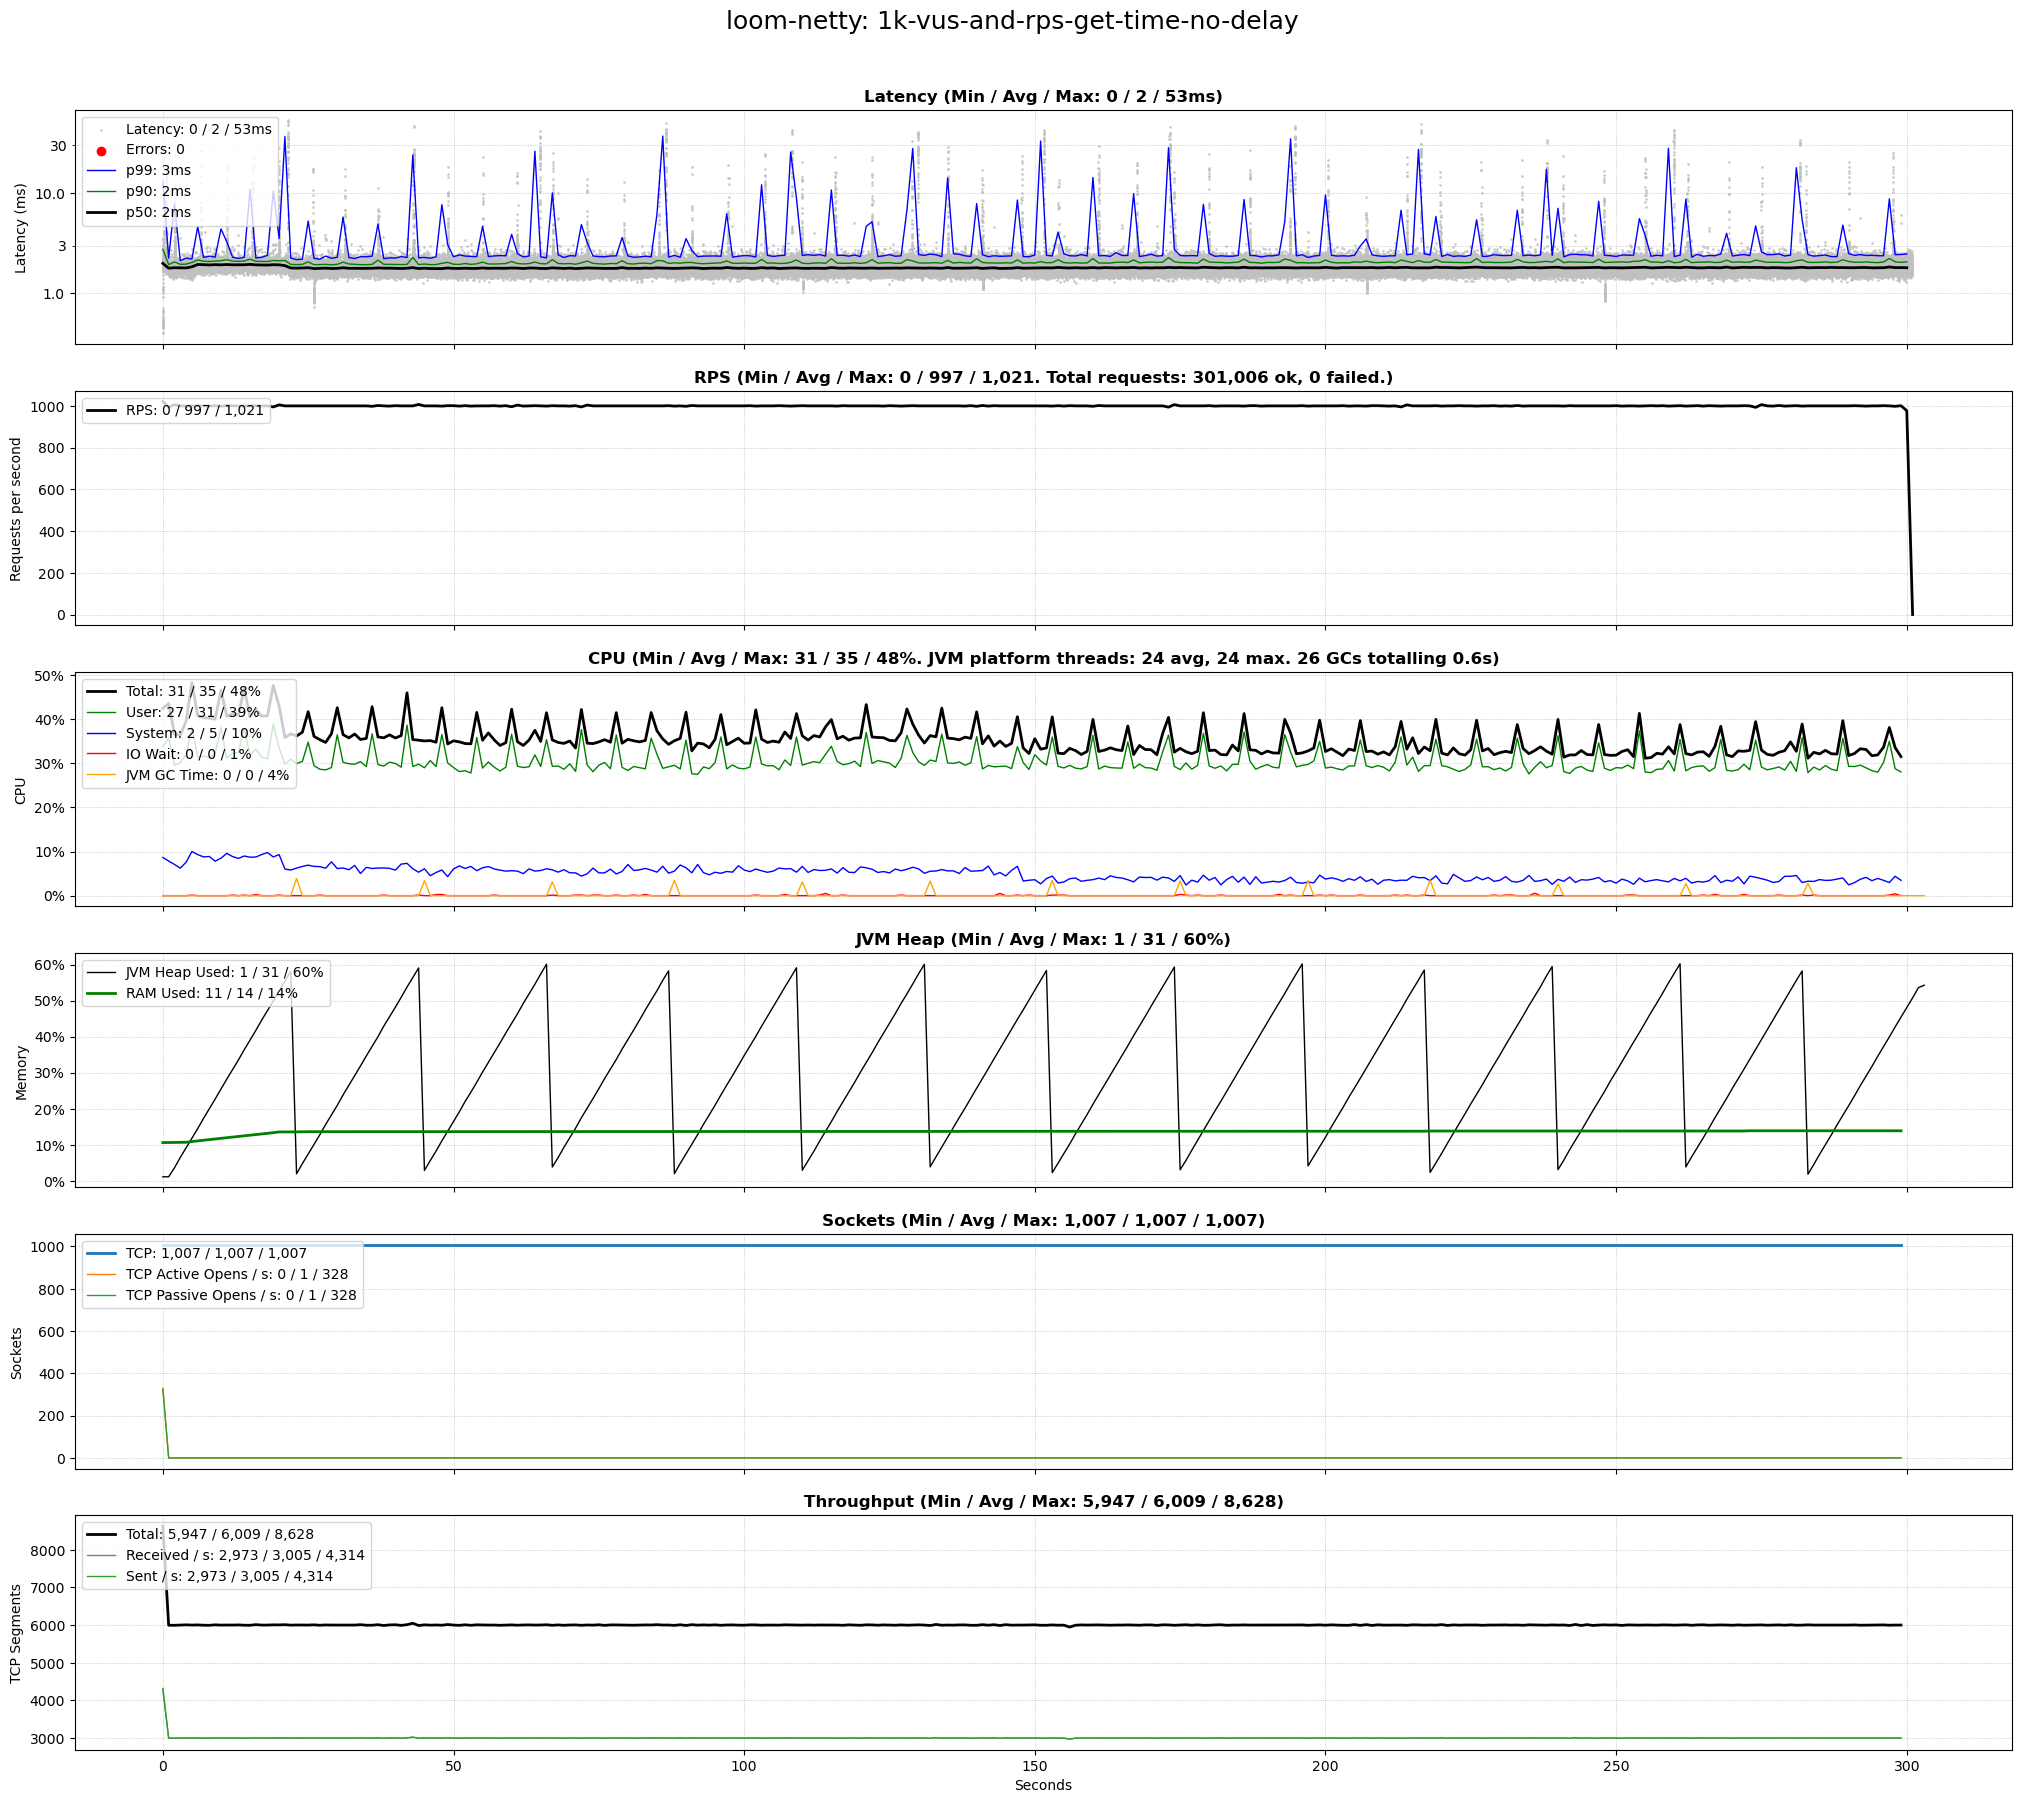 loom-netty: 1k-vus-and-rps-get-time-no-delay
Latency (Min / Avg / Max: 0 / 2 / 53ms)
Latency (ms)
30
10.0
3
1.0
Latency: 0 / 2 / 53ms
Errors: 0
p99: 3ms
p90: 2ms
p50: 2ms
RPS (Min / Avg / Max: 0 / 997 / 1,021. Total requests: 301,006 ok, 0 failed.)
Requests per second
1000
800
600
400
200
0
RPS: 0 / 997 / 1,021
CPU (Min / Avg / Max: 31 / 35 / 48%. JVM platform threads: 24 avg, 24 max. 26 GCs totalling 0.6s)
CPU
50%
40%
30%
20%
10%
0%
Total: 31 / 35 / 48%
User: 27 / 31 / 39%
System: 2 / 5 / 10%
IO Wait: 0 / 0 / 1%
JVM GC Time: 0 / 0 / 4%
JVM Heap (Min / Avg / Max: 1 / 31 / 60%)
Memory
60%
50%
40%
30%
20%
10%
0%
JVM Heap Used: 1 / 31 / 60%
RAM Used: 11 / 14 / 14%
Sockets (Min / Avg / Max: 1,007 / 1,007 / 1,007)
Sockets
1000
800
600
400
200
0
TCP: 1,007 / 1,007 / 1,007
TCP Active Opens / s: 0 / 1 / 328
TCP Passive Opens / s: 0 / 1 / 328
Throughput (Min / Avg / Max: 5,947 / 6,009 / 8,628)
TCP Segments
8000
7000
6000
5000
4000
3000
Total: 5,947 / 6,009 / 8,628
Received / s: 2,973 / 3,005 / 4,314
Sent / s: 2,973 / 3,005 / 4,314
0 50 100 150 200 250 300
Seconds